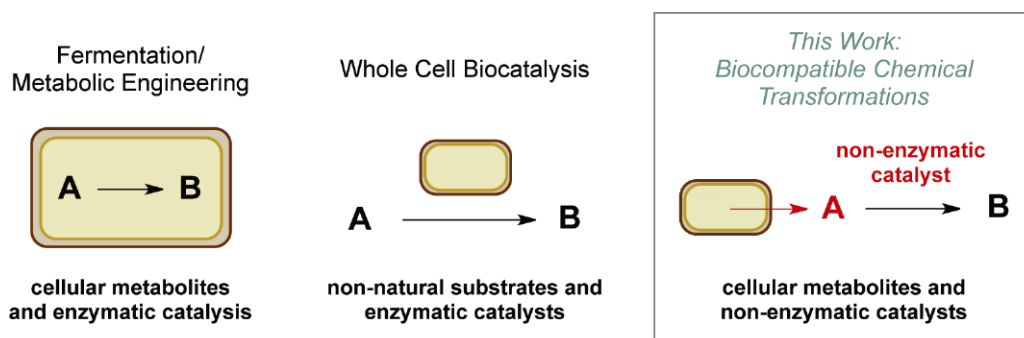 Fermentation/
Metabolic Engineering
A B
cellular metabolites
and enzymatic catalysis
Whole Cell Biocatalysis
A B
non-natural substrates and
enzymatic catalysts
This Work:
Biocompatible Chemical
Transformations
non-enzymatic
catalyst
A B
cellular metabolites and
non-enzymatic catalysts